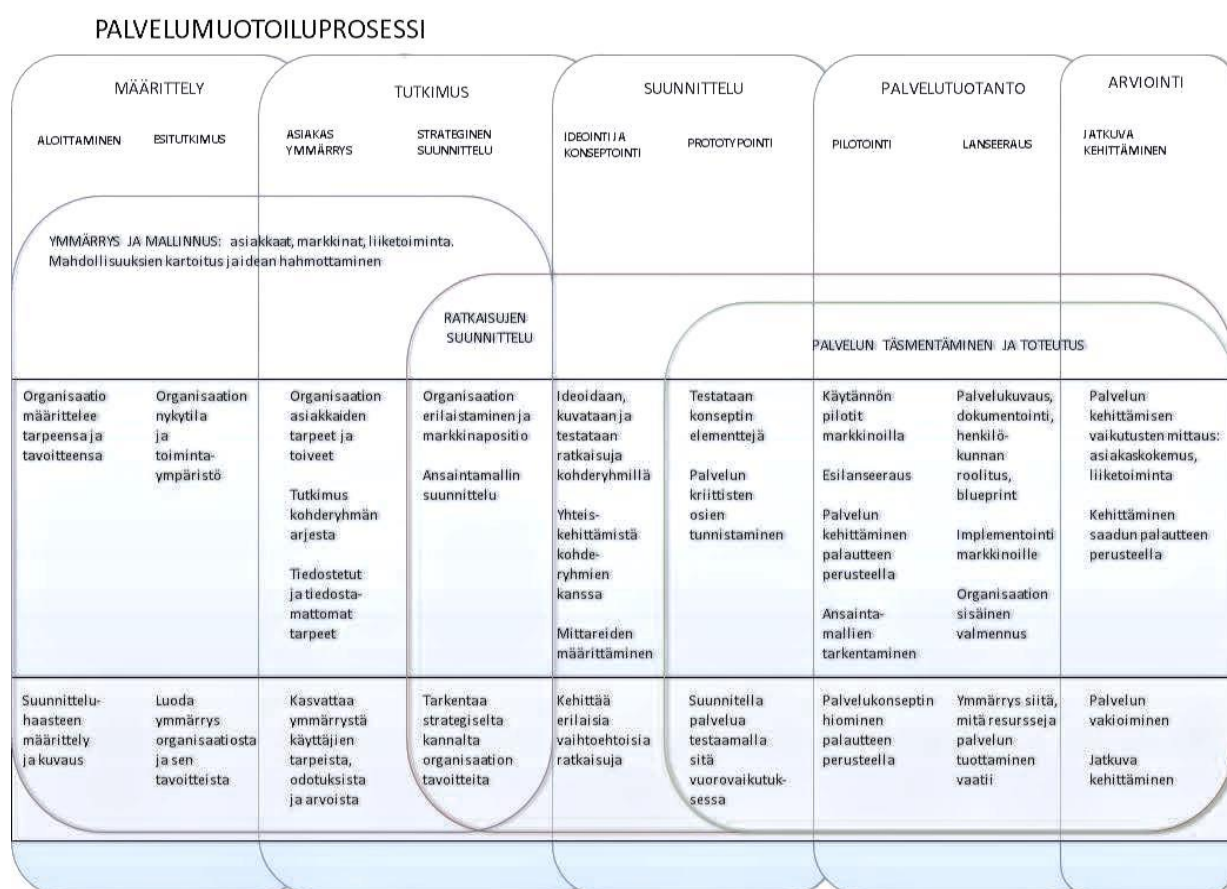 PALVELUMUOTOILUPROSESSI
MÄÄRITTELY
TUTKIMUS
SUUNNITTELU
PALVELUTUOTANTO
ARVIOINTI
ALOITTAMINEN
ESITUTKIMUS
ASIAKAS
YMMÄRRYS
STRATEGINEN
SUUNNITTELU
IDEOINTI JA
KONSEPTOINTI
PROTOTYPOINTI
PILOTOINTI
LANSEERAUS
JATKUVA
KEHITTÄMINEN
YMMÄRRYS JA MALLINNUS: asiakkaat, markkinat, liiketoiminta.
Mahdollisuuksien kartoitus ja idean hahmottaminen
RATKAISUJEN
SUUNNITTELU
PALVELUN TÄSMENTÄMINEN JA TOTEUTUS
Organisaatio
määrittelee
tarpeensa ja
tavoitteensa
Organisaation
nykytila
ja
toiminta-
ympäristö
Organisaation
asiakkaiden
tarpeet ja
toiveet
Tutkimus
kohderyhmän
arjesta
Tiedostetut
ja tiedosta-
mattomat
tarpeet
Organisaation
erilaistaminen ja
markkinapositio
Ansaintamallin
suunnittelu
Ideoidaan,
kuvataan ja
testataan
ratkaisuja
kohderyhmillä
Yhteis-
kehittämistä
kohde-
ryhmien
kanssa
Mittareiden
määrittäminen
Testataan
konseptin
elementtejä
Palvelun
kriittisten
osien
tunnistaminen
Käytännön
pilotit
markkinoilla
Esilanseeraus
Palvelun
kehittäminen
palautteen
perusteella
Ansainta-
mallien
tarkentaminen
Palvelukuvaus,
dokumentointi,
henkilö-
kunnan
roolitus,
blueprint
Implementointi
markkinoille
Organisaation
sisäinen
valmennus
Palvelun
kehittämisen
vaikutusten mittaus:
asiakaskokemus,
liiketoiminta
Kehittäminen
saadun palautteen
perusteella
Suunnittelu-
haasteen
määrittely
ja kuvaus
Luoda
ymmärrys
organisaatiosta
ja sen
tavoitteista
Kasvattaa
ymmärrystä
käyttäjien
tarpeista,
odotuksista
ja arvoista
Tarkentaa
strategiselta
kannalta
organisaation
tavoitteita
Kehittää
erilaisia
vaihtoehtoisia
ratkaisuja
Suunnitella
palvelua
testaamalla
sitä
vuorovaikutuk-
sessa
Palvelukonseptin
hiominen
palautteen
perusteella
Ymmärrys siitä,
mitä resursseja
palvelun
tuottaminen
vaatii
Palvelun
vakioiminen
Jatkuva
kehittäminen